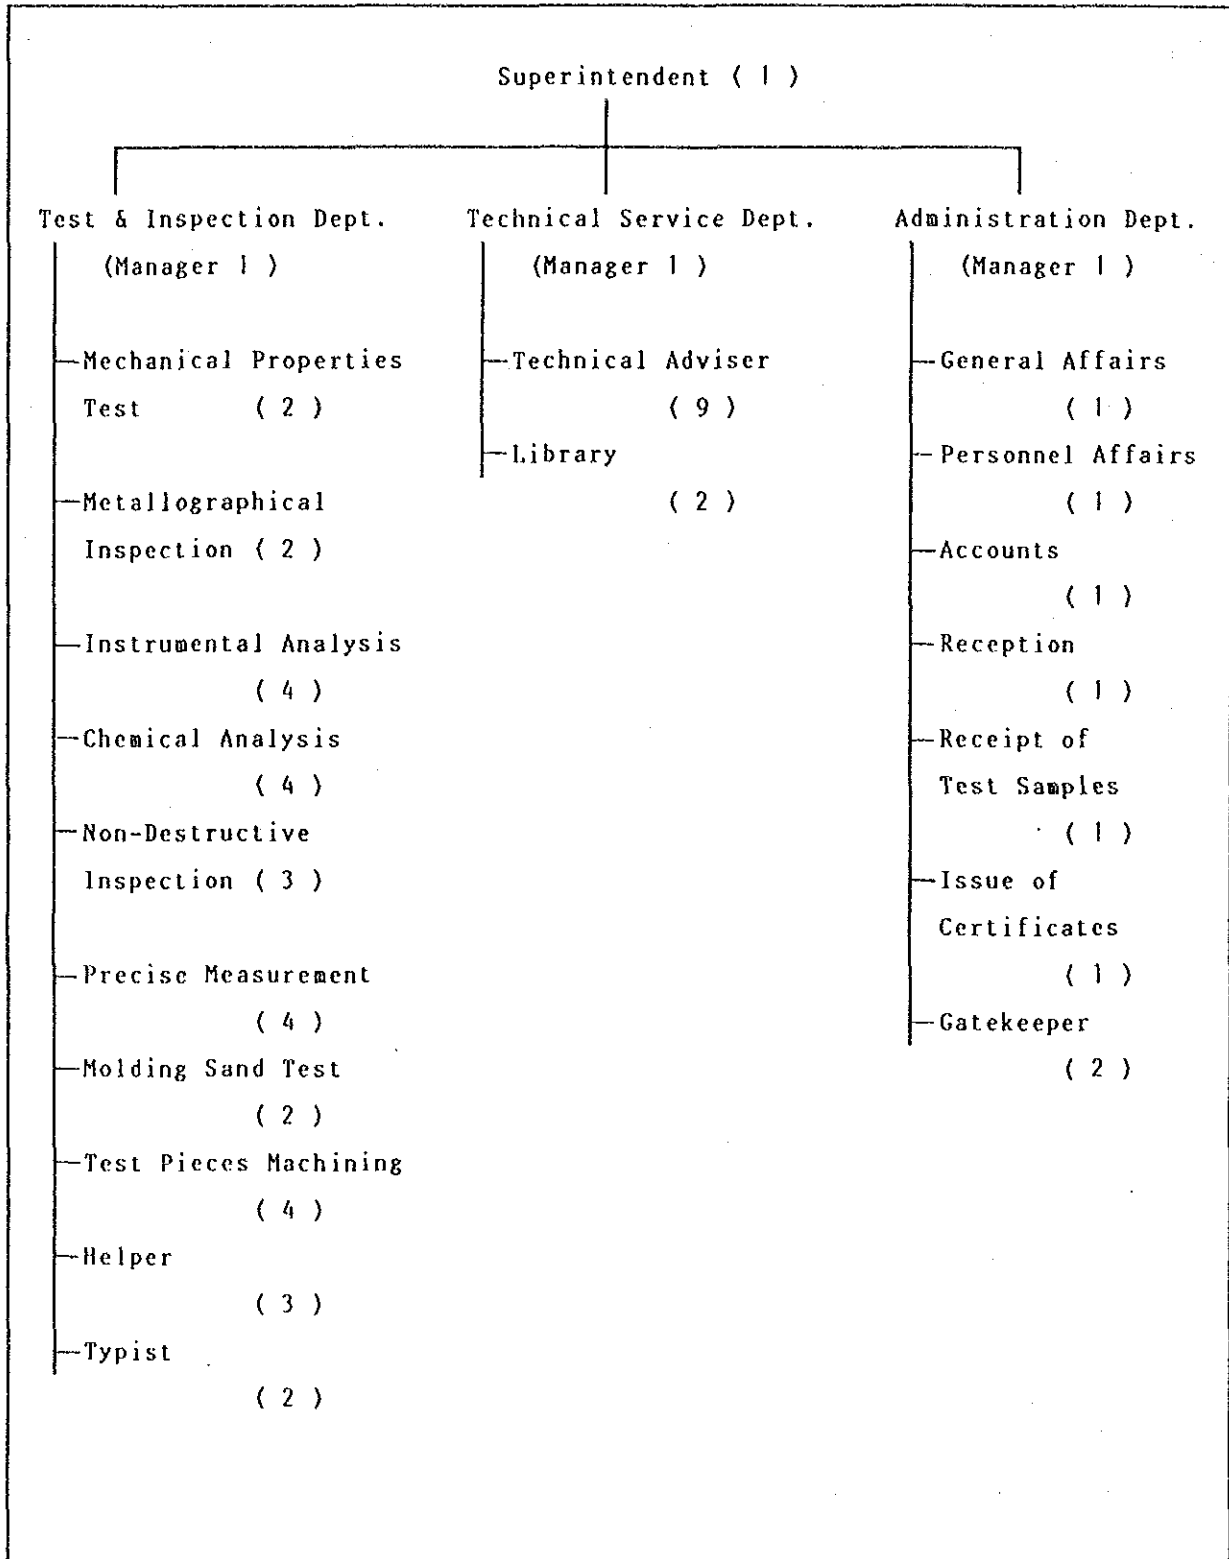 Superintendent ( 1 )
Test & Inspection Dept.
(Manager 1 )
Mechanical Properties
Test ( 2 )
Metallographical
Inspection ( 2 )
Instrumental Analysis
( 4 )
Chemical Analysis
( 4 )
Non-Destructive
Inspection ( 3 )
Precise Measurement
( 4 )
Molding Sand Test
( 2 )
Test Pieces Machining
( 4 )
Helper
( 3 )
Typist
( 2 )
Technical Service Dept.
(Manager 1 )
Technical Adviser
( 9 )
Library
( 2 )
Administration Dept.
(Manager 1 )
General Affairs
( 1 )
Personnel Affairs
( 1 )
Accounts
( 1 )
Reception
( 1 )
Receipt of
Test Samples
( 1 )
Issue of
Certificates
( 1 )
Gatekeeper
( 2 )